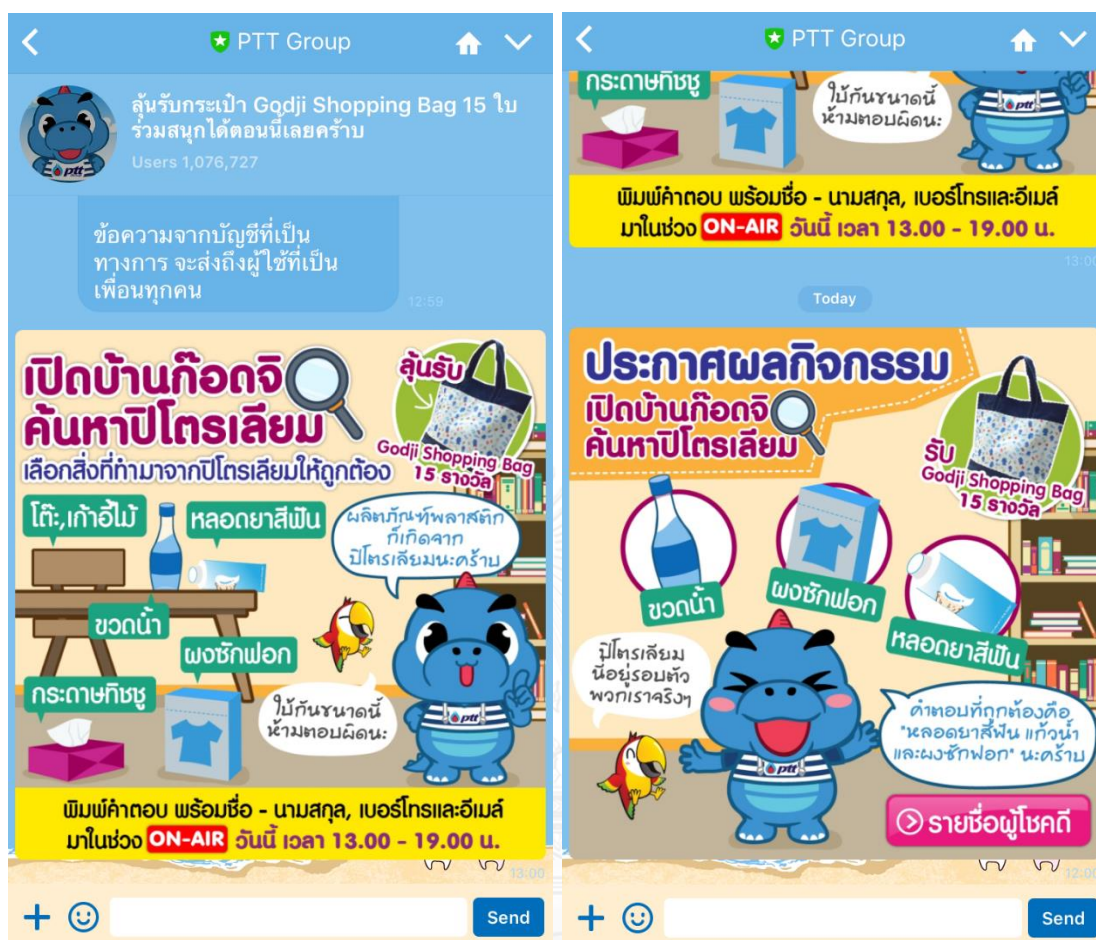 PTT Group
ลุ้นรับกระเป๋า Godji Shopping Bag 15 ใบ
ร่วมสนุกได้ตอนนี้เลยคร้าบ
Users 1,076,727
ptt
ข้อความจากบัญชีที่เป็น
ทางการ จะส่งถึงผู้ใช้ที่เป็น
เพื่อนทุกคน
12:59
เปิดบ้านก๊อดจิ
ค้นหาปิโตรเลียม
ลุ้นรับ
Godji Shopping Bag
15 รางวัล
เลือกสิ่งที่ทำมาจากปิโตรเลียมให้ถูกต้อง
โต๊ะ,เก้าอี้ไม้
หลอดยาสีฟัน
ผลิตภัณฑ์พลาสติก
ก็เกิดจาก
ปิโตรเลียมนะคร้าบ
ขวดน้ำ
ผงซักฟอก
กระดาษทิชชู
ใบ้กันขนาดนี้
ห้ามตอบผิดนะ
ptt
พิมพ์คำตอบ พร้อมชื่อ - นามสกุล, เบอร์โทรและอีเมล์
มาในช่วง ON-AIR วันนี้ เวลา 13.00 - 19.00 น.
13:00
Send
PTT Group
กระดาษทิชชู
ใบ้กันขนาดนี้
ห้ามตอบผิดนะ
ptt
พิมพ์คำตอบ พร้อมชื่อ - นามสกุล, เบอร์โทรและอีเมล์
มาในช่วง ON-AIR วันนี้ เวลา 13.00 - 19.00 น.
13:00
Today
ประกาศผลกิจกรรม
เปิดบ้านก๊อดจิ
ค้นหาปิโตรเลียม
รับ
Godji Shopping Bag
15 รางวัล
ขวดน้ำ
ผงซักฟอก
หลอดยาสีฟัน
ปิโตรเลียม
นี่อยู่รอบตัว
พวกเราจริงๆ
คำตอบที่ถูกต้องคือ
"หลอดยาสีฟัน แก้วน้ำ
และผงซักฟอก" นะคร้าบ
ptt
รายชื่อผู้โชคดี
12:00
Send